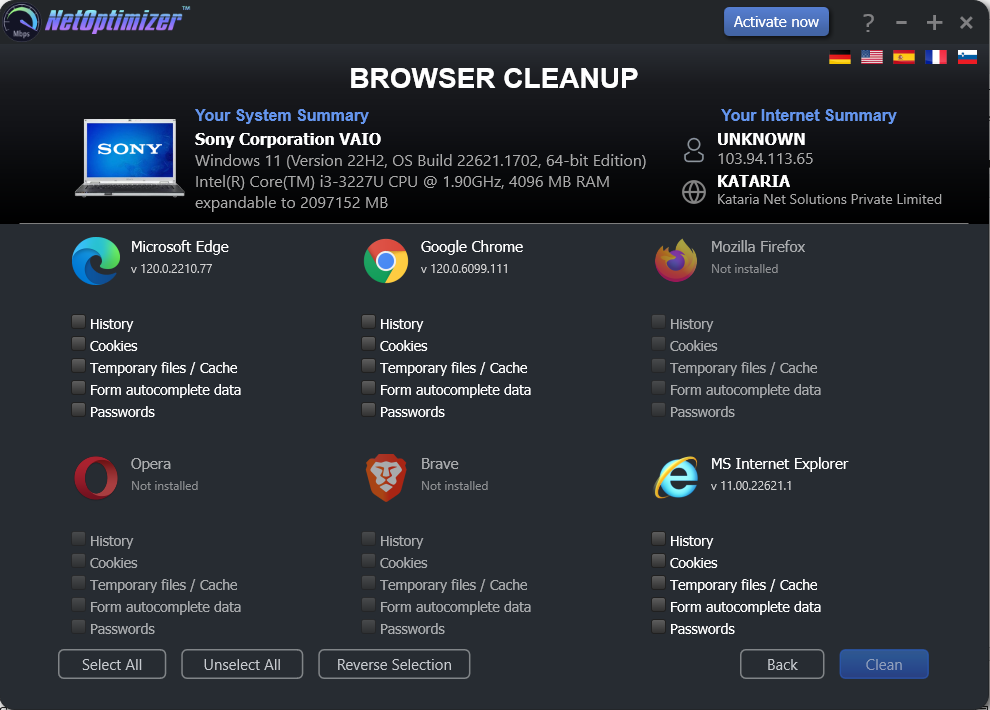 NetOptimizer™
Mbps
Activate now
?
BROWSER CLEANUP
Your System Summary
Sony Corporation VAIO
Windows 11 (Version 22H2, OS Build 22621.1702, 64-bit Edition)
Intel(R) Core(TM) i3-3227U CPU @ 1.90GHz, 4096 MB RAM
expandable to 2097152 MB
SONY
Your Internet Summary
UNKNOWN
103.94.113.65
KATARIA
Kataria Net Solutions Private Limited
Microsoft Edge
v 120.0.2210.77
History
Cookies
Temporary files / Cache
Form autocomplete data
Passwords
Google Chrome
v 120.0.6099.111
History
Cookies
Temporary files / Cache
Form autocomplete data
Passwords
Mozilla Firefox
Not installed
History
Cookies
Temporary files / Cache
Form autocomplete data
Passwords
Opera
Not installed
History
Cookies
Temporary files / Cache
Form autocomplete data
Passwords
Brave
Not installed
History
Cookies
Temporary files / Cache
Form autocomplete data
Passwords
MS Internet Explorer
v 11.00.22621.1
History
Cookies
Temporary files / Cache
Form autocomplete data
Passwords
Select All
Unselect All
Reverse Selection
Back
Clean